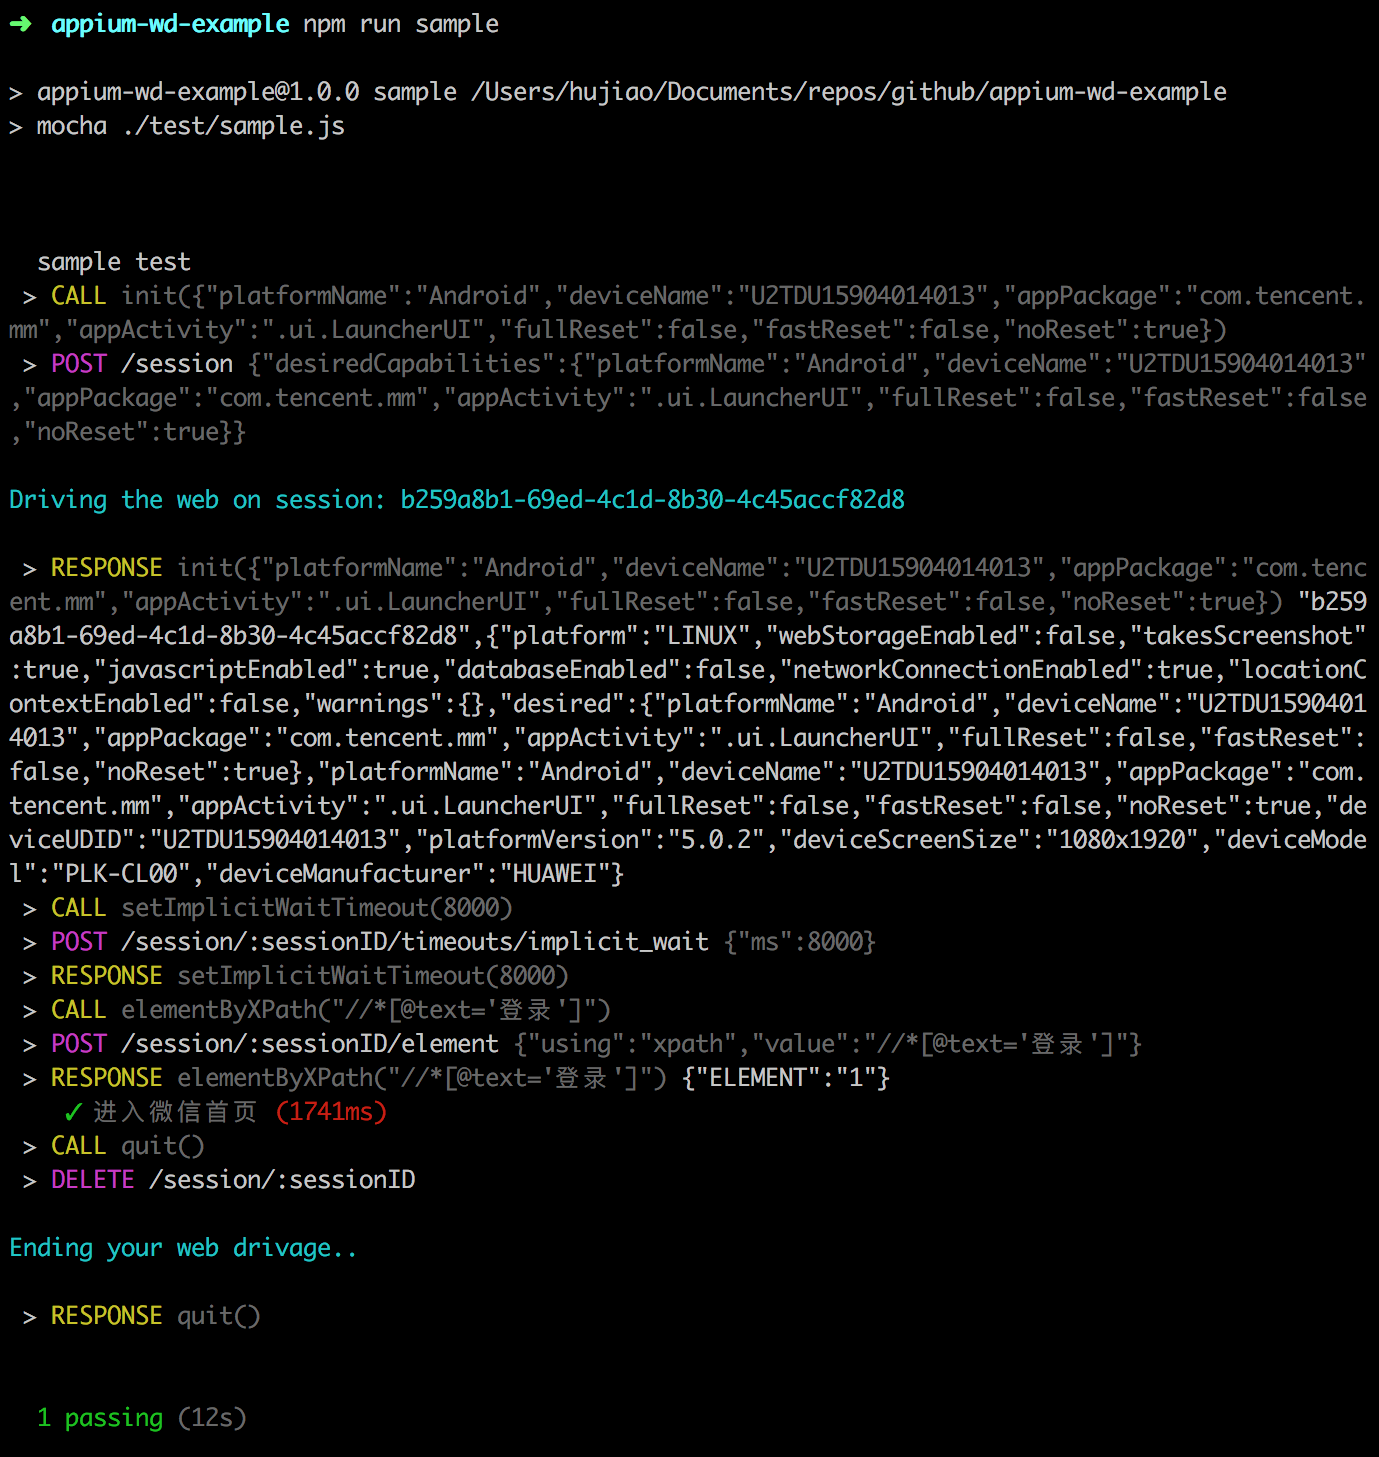 ➜ appium-wd-example npm run sample
> appium-wd-example@1.0.0 sample /Users/hujiao/Documents/repos/github/appium-wd-example
> mocha ./test/sample.js
sample test
> CALL init({"platformName":"Android","deviceName":"U2TDU15904014013","appPackage":"com.tencent.
mm","appActivity":".ui.LauncherUI","fullReset":false,"fastReset":false,"noReset":true})
> POST /session {"desiredCapabilities":{"platformName":"Android","deviceName":"U2TDU15904014013"
,"appPackage":"com.tencent.mm","appActivity":".ui.LauncherUI","fullReset":false,"fastReset":false
,"noReset":true}}
Driving the web on session: b259a8b1-69ed-4c1d-8b30-4c45accf82d8
> RESPONSE init({"platformName":"Android","deviceName":"U2TDU15904014013","appPackage":"com.tenc
ent.mm","appActivity":".ui.LauncherUI","fullReset":false,"fastReset":false,"noReset":true}) "b259
a8b1-69ed-4c1d-8b30-4c45accf82d8",{"platform":"LINUX","webStorageEnabled":false,"takesScreenshot"
:true,"javascriptEnabled":true,"databaseEnabled":false,"networkConnectionEnabled":true,"locationC
ontextEnabled":false,"warnings":{},"desired":{"platformName":"Android","deviceName":"U2TDU1590401
4013","appPackage":"com.tencent.mm","appActivity":".ui.LauncherUI","fullReset":false,"fastReset":
false,"noReset":true},"platformName":"Android","deviceName":"U2TDU15904014013","appPackage":"com.
tencent.mm","appActivity":".ui.LauncherUI","fullReset":false,"fastReset":false,"noReset":true,"de
viceUDID":"U2TDU15904014013","platformVersion":"5.0.2","deviceScreenSize":"1080x1920","deviceMode
l":"PLK-CL00","deviceManufacturer":"HUAWEI"}
> CALL setImplicitWaitTimeout(8000)
> POST /session/:sessionID/timeouts/implicit_wait {"ms":8000}
> RESPONSE setImplicitWaitTimeout(8000)
> CALL elementByXPath("//*[@text='登录']")
> POST /session/:sessionID/element {"using":"xpath","value":"//*[@text='登录']"}
> RESPONSE elementByXPath("//*[@text='登录']") {"ELEMENT":"1"}
✓ 进入微信首页 (1741ms)
> CALL quit()
> DELETE /session/:sessionID
Ending your web drivage..
> RESPONSE quit()
1 passing (12s)